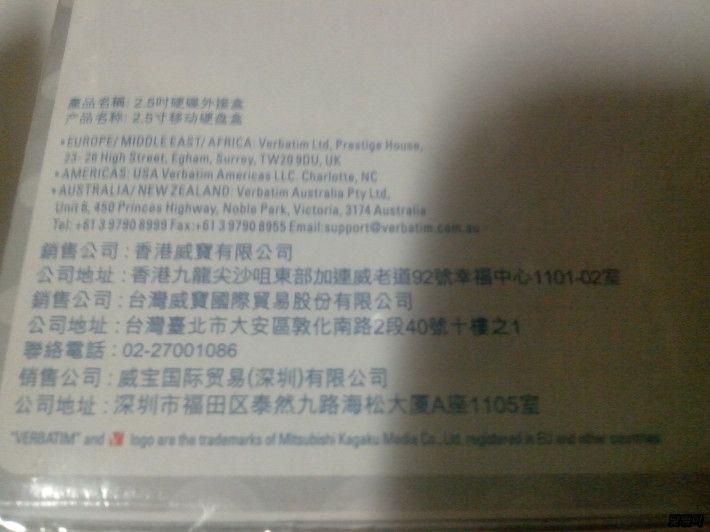 產品名稱: 2.5吋硬碟外接盒
产品名称: 2.5寸移动硬盘盒
•EUROPE/ MIDDLE EAST/ AFRICA: Verbatim Ltd, Prestige House,
23- 26 High Street, Egham, Surrey, TW20 9DU, UK
•AMERICAS: USA Verbatim Americas LLC. Charlotte, NC
•AUSTRALIA/ NEW ZEALAND: Verbatim Australia Pty Ltd,
Unit 8, 450 Princes Highway, Noble Park, Victoria, 3174 Australia
Tel: +61 3 9790 8999 Fax:+61 3 9790 8955 Email:support@verbatim.com.au
銷售公司 : 香港威寶有限公司
公司地址 : 香港九龍尖沙咀東部加連威老道92號幸福中心1101-02室
銷售公司 : 台灣威寶國際貿易股份有限公司
公司地址 : 台灣臺北市大安區敦化南路2段40號十樓之1
聯絡電話 : 02-27001086
销售公司 : 威宝国际贸易(深圳)有限公司
公司地址 : 深圳市福田区泰然九路海松大厦A座1105室
"VERBATIM" and logo are the trademarks of Mitsubishi Kagaku Media Co., Ltd. registered in EU and other countries